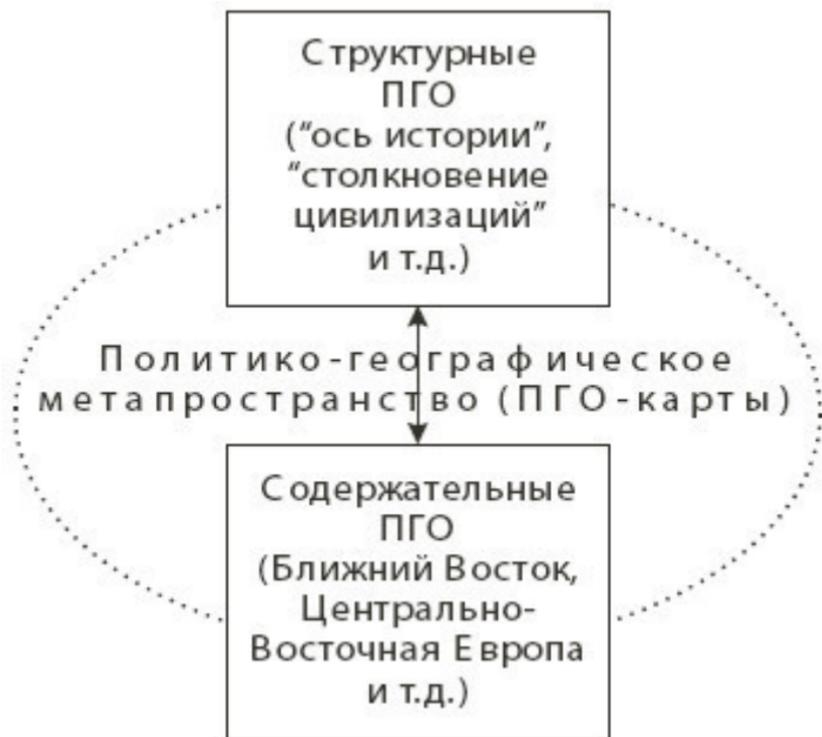 Структурные
ПГО
("ось истории",
"столкновение
цивилизаций"
и т.д.)
Политико-географическое
метапространство (ПГО-карты)
Содержательные
ПГО
(Ближний Восток,
Центрально-
Восточная Европа
и т.д.)